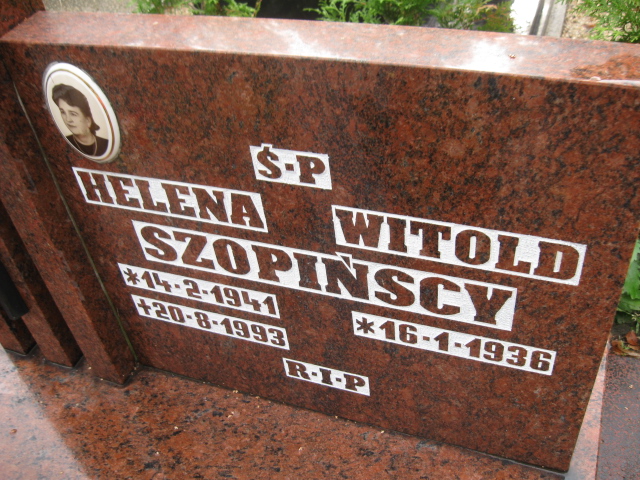 Ś-P
HELENA WITOLD
SZOPIŃSCY
*14-2-1941
+20-8-1993 *16-1-1936
R-I-P